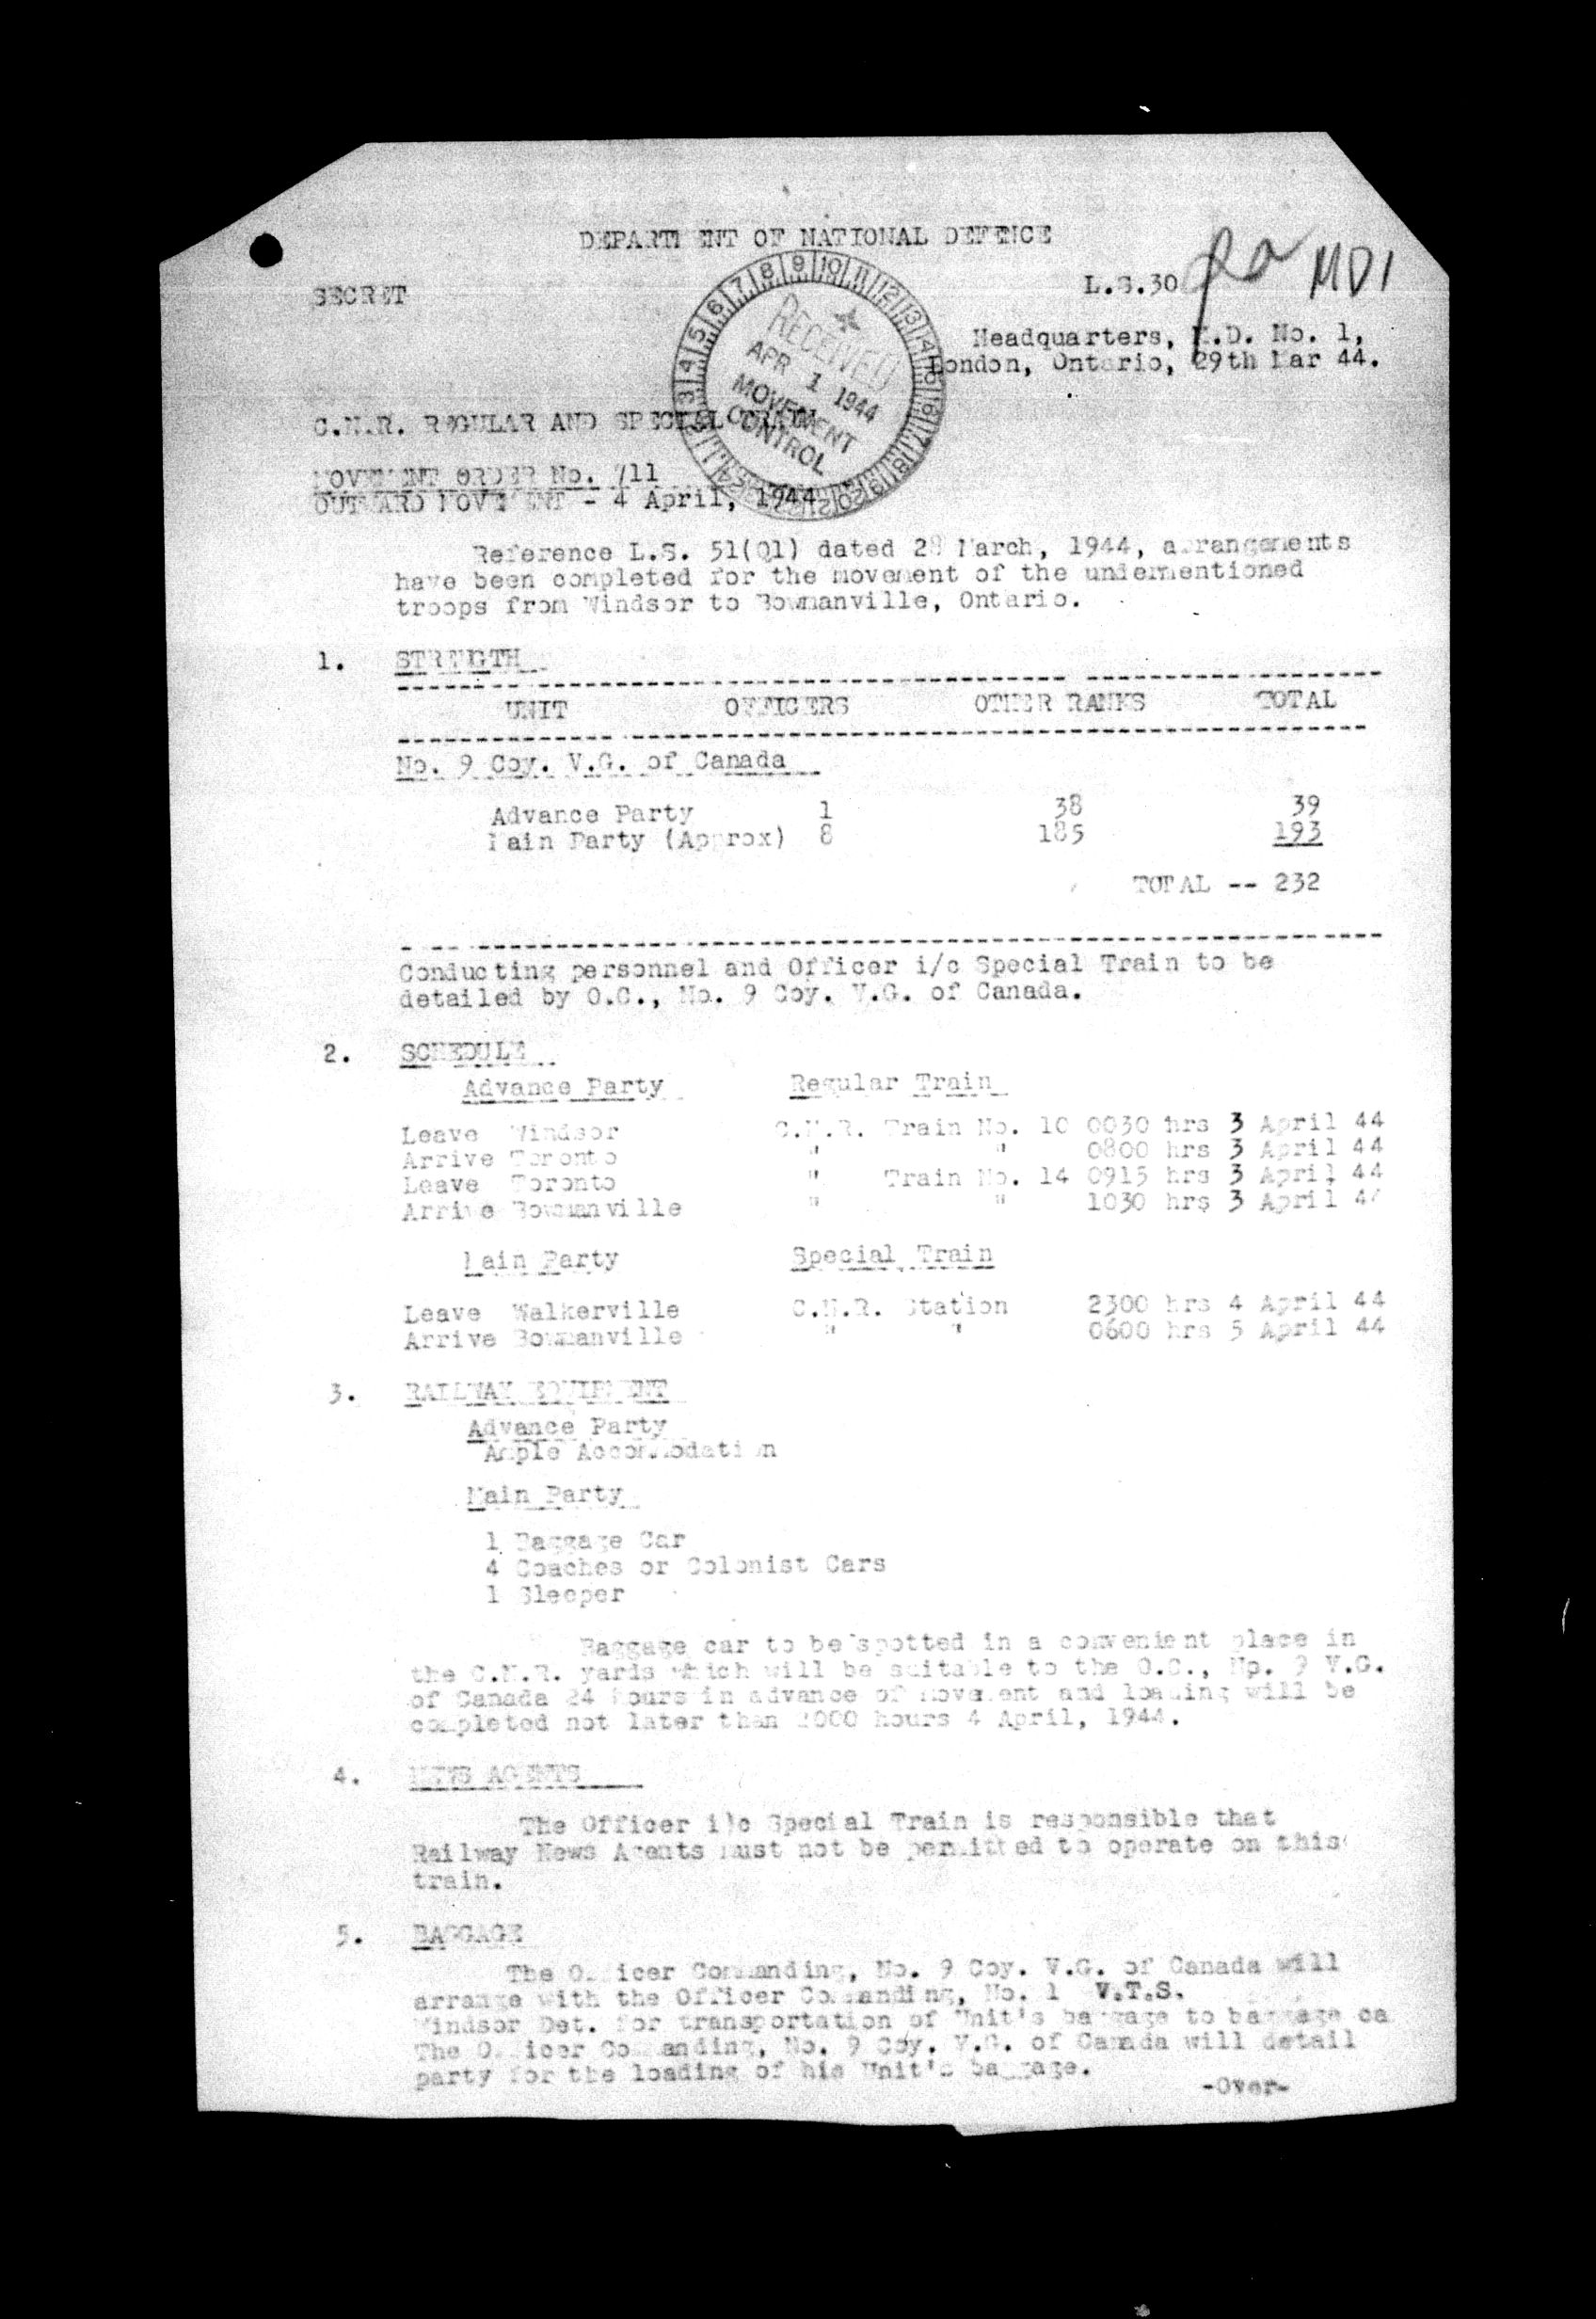 DEPARTMENT OF NATIONAL DEFENCE
SECRET
L.S.30
MD1
Headquarters, M.D. No. 1,
London, Ontario, 29th Mar 44.
RECEIVED
APR 1 1944
MOVEMENT
CONTROL
C.N.R. REGULAR AND SPECIAL TRAIN
MOVEMENT ORDER No. 711
OUTWARD MOVEMENT - 4 April, 1944
Reference L.S. 51(Q1) dated 28 March, 1944, arrangements
have been completed for the movement of the undermentioned
troops from Windsor to Bowmanville, Ontario.
1. STRENGTH
UNIT OFFICERS OTHER RANKS TOTAL
No. 9 Coy. V.G. of Canada
Advance Party 1 38 39
Main Party (Approx) 8 185 193
TOTAL -- 232
Conducting personnel and Officer i/c Special Train to be
detailed by O.C., No. 9 Coy. V.G. of Canada.
2. SCHEDULE
Advance Party Regular Train
Leave Windsor C.N.R. Train No. 10 0030 hrs 3 April 44
Arrive Toronto " " 0800 hrs 3 April 44
Leave Toronto " Train No. 14 0915 hrs 3 April 44
Arrive Bowmanville " " 1030 hrs 3 April 44
Main Party Special Train
Leave Walkerville C.N.R. Station 2300 hrs 4 April 44
Arrive Bowmanville " " 0600 hrs 5 April 44
3. RAILWAY EQUIPMENT
Advance Party
Ample Accommodation
Main Party
1 Baggage Car
4 Coaches or Colonist Cars
1 Sleeper
Baggage car to be spotted in a convenient place in
the C.N.R. yards which will be suitable to the O.C., No. 9 V.G.
of Canada 24 hours in advance of movement and loading will be
completed not later than 2000 hours 4 April, 1944.
4. NEWS AGENTS
The Officer i/c Special Train is responsible that
Railway News Agents must not be permitted to operate on this
train.
5. BAGGAGE
The Officer Commanding, No. 9 Coy. V.G. of Canada will
arrange with the Officer Commanding, No. 1 V.T.S.
Windsor Det. for transportation of Unit's baggage to baggage ca
The Officer Commanding, No. 9 Coy. V.G. of Canada will detail
party for the loading of his Unit's baggage.
-Over-